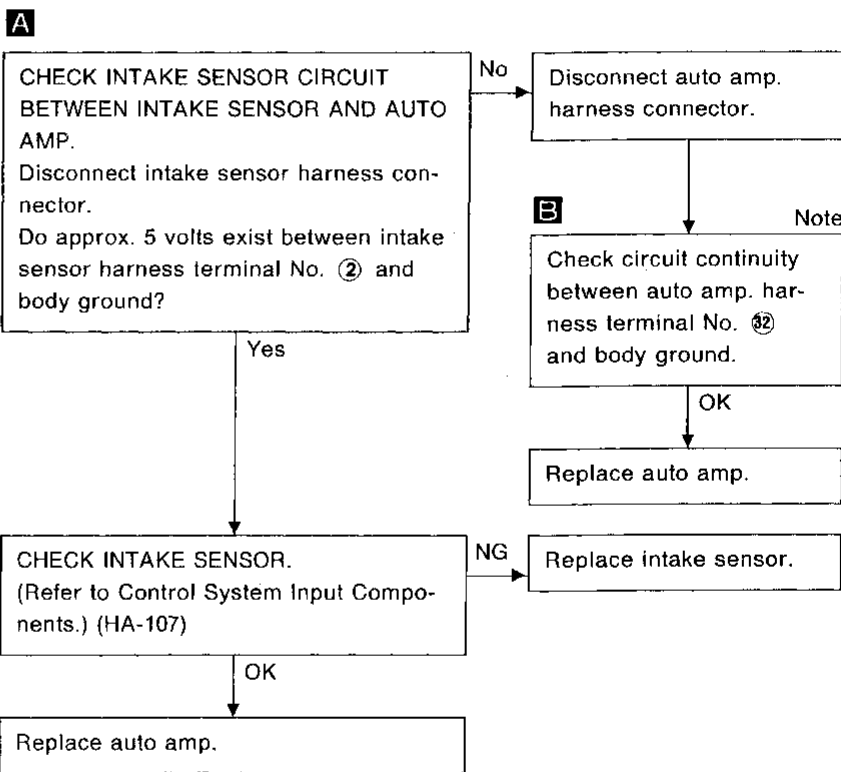 A
CHECK INTAKE SENSOR CIRCUIT
BETWEEN INTAKE SENSOR AND AUTO
AMP.
Disconnect intake sensor harness con-
nector.
Do approx. 5 volts exist between intake
sensor harness terminal No. ② and
body ground?
No
Disconnect auto amp.
harness connector.
B
Note
Check circuit continuity
between auto amp. har-
ness terminal No. ㉜
and body ground.
OK
Replace auto amp.
Yes
CHECK INTAKE SENSOR.
(Refer to Control System Input Compo-
nents.) (HA-107)
NG
Replace intake sensor.
OK
Replace auto amp.